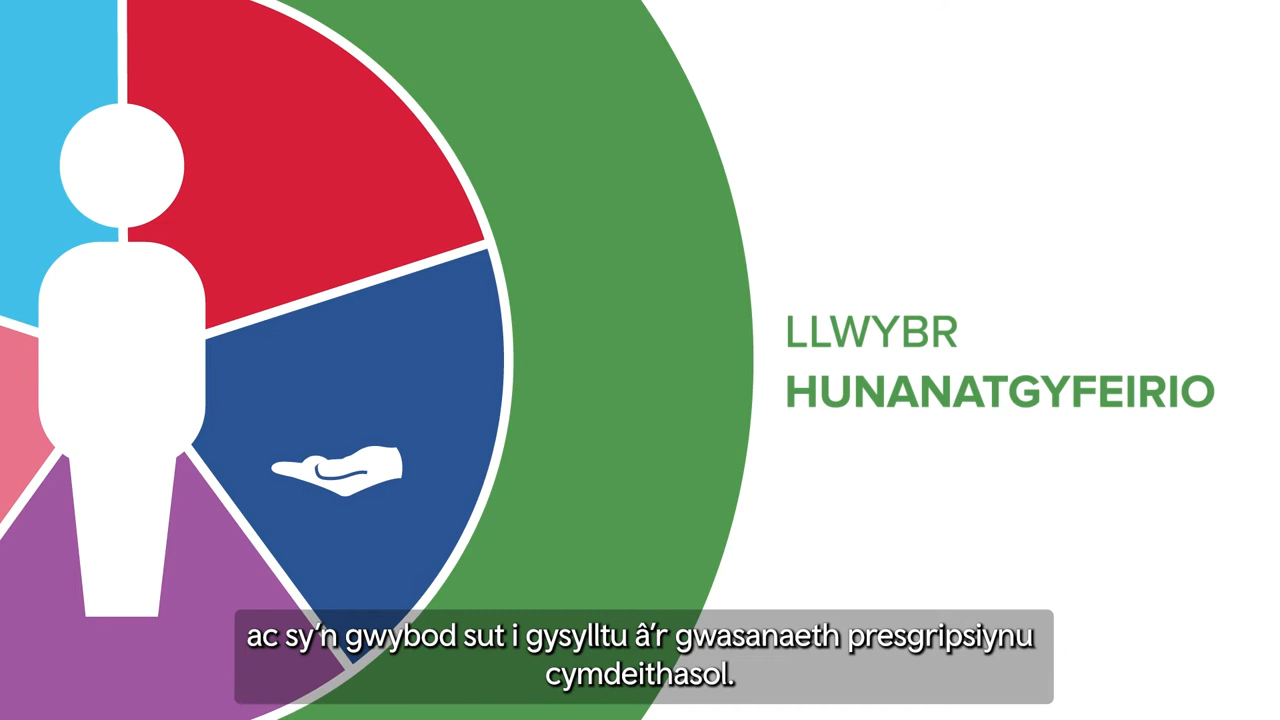 LLWYBR
HUNANATGYFEIRIO
ac sy’n gwybod sut i gysylltu â’r gwasanaeth presgripsiynu
cymdeithasol.